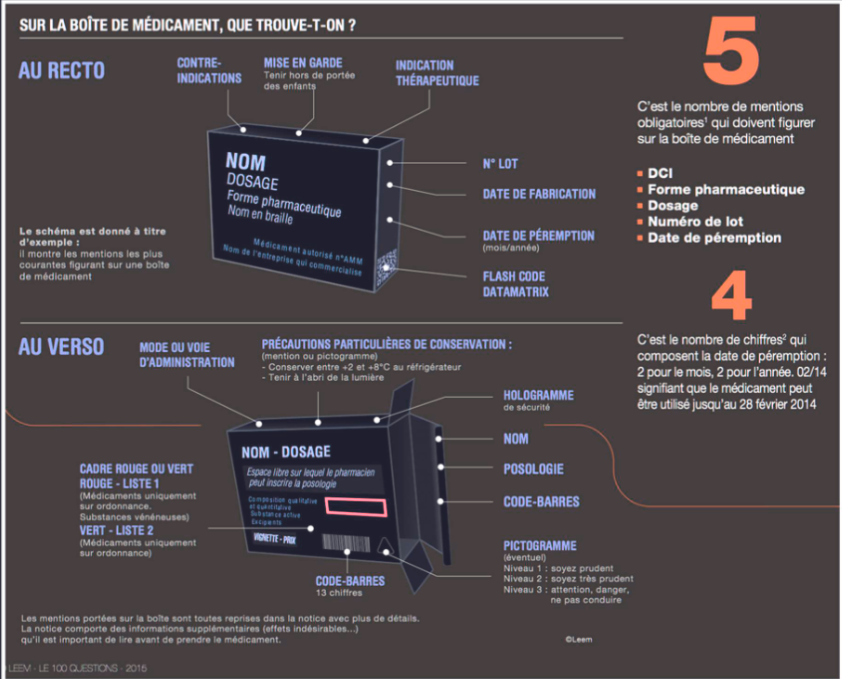 SUR LA BOÎTE DE MÉDICAMENT, QUE TROUVE-T-ON ?
AU RECTO
CONTRE-
INDICATIONS
MISE EN GARDE
Tenir hors de portée
des enfants
INDICATION
THÉRAPEUTIQUE
NOM
DOSAGE
Forme pharmaceutique
Nom en braille
Médicament autorisé n°AMM
Nom de l'entreprise qui commercialise
N° LOT
DATE DE FABRICATION
DATE DE PÉREMPTION
(mois/année)
FLASH CODE
DATAMATRIX
Le schéma est donné à titre
d'exemple :
il montre les mentions les plus
courantes figurant sur une boîte
de médicament
5
C'est le nombre de mentions
obligatoires¹ qui doivent figurer
sur la boîte de médicament
▪ DCI
▪ Forme pharmaceutique
▪ Dosage
▪ Numéro de lot
▪ Date de péremption
4
C'est le nombre de chiffres² qui
composent la date de péremption :
2 pour le mois, 2 pour l'année. 02/14
signifiant que le médicament peut
être utilisé jusqu'au 28 février 2014
AU VERSO
MODE OU VOIE
D'ADMINISTRATION
PRÉCAUTIONS PARTICULIÈRES DE CONSERVATION :
(mention ou pictogramme)
- Conserver entre +2 et +8°C au réfrigérateur
- Tenir à l'abri de la lumière
HOLOGRAMME
de sécurité
NOM
POSOLOGIE
CODE-BARRES
NOM - DOSAGE
Espace libre sur lequel le pharmacien
peut inscrire la posologie
Composition qualitative
et quantitative
Substance active
Excipients
VIGNETTE - PRIX
CADRE ROUGE OU VERT
ROUGE - LISTE 1
(Médicaments uniquement
sur ordonnance.
Substances vénéneuses)
VERT - LISTE 2
(Médicaments uniquement
sur ordonnance)
CODE-BARRES
13 chiffres
PICTOGRAMME
(éventuel)
Niveau 1 : soyez prudent
Niveau 2 : soyez très prudent
Niveau 3 : attention, danger,
ne pas conduire
Les mentions portées sur la boîte sont toutes reprises dans la notice avec plus de détails.
La notice comporte des informations supplémentaires (effets indésirables...)
qu'il est important de lire avant de prendre le médicament.
©Leem
LEEM - LE 100 QUESTIONS - 2015